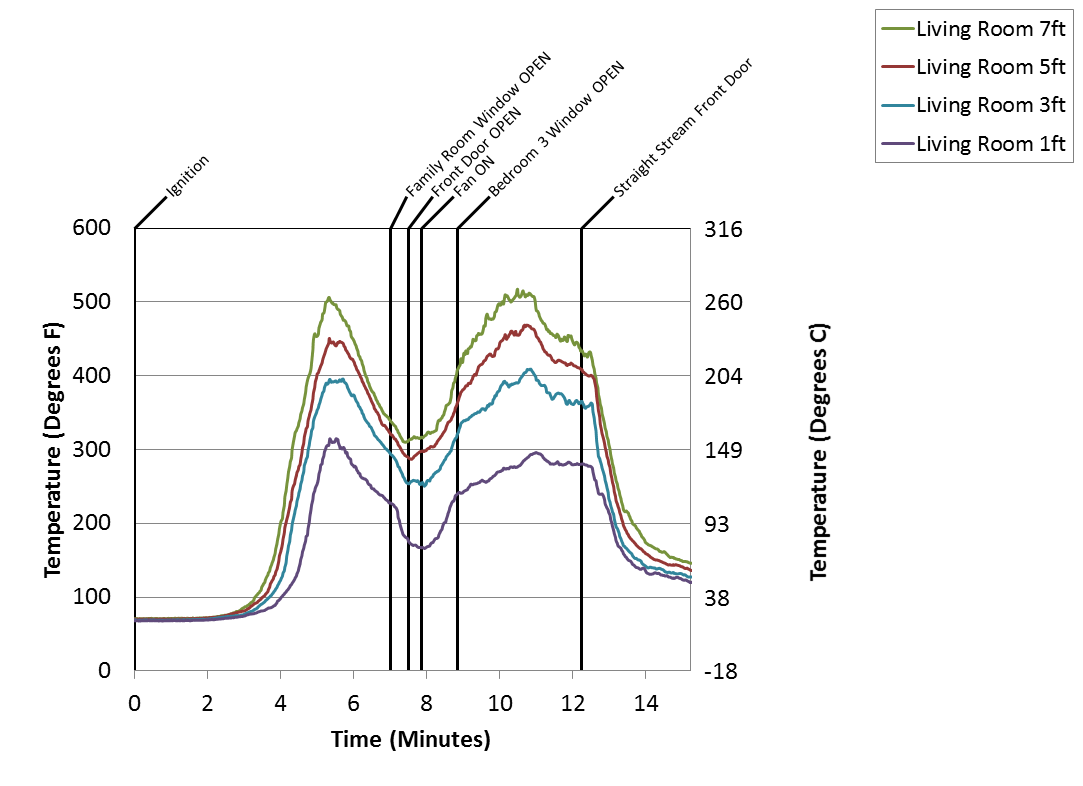 Living Room 7ft
Living Room 5ft
Living Room 3ft
Living Room 1ft
Ignition
Family Room Window OPEN
Front Door OPEN
Fan ON
Bedroom 3 Window OPEN
Straight Stream Front Door
600
500
400
300
200
100
0
Temperature (Degrees F)
316
260
204
149
93
38
-18
Temperature (Degrees C)
0 2 4 6 8 10 12 14
Time (Minutes)